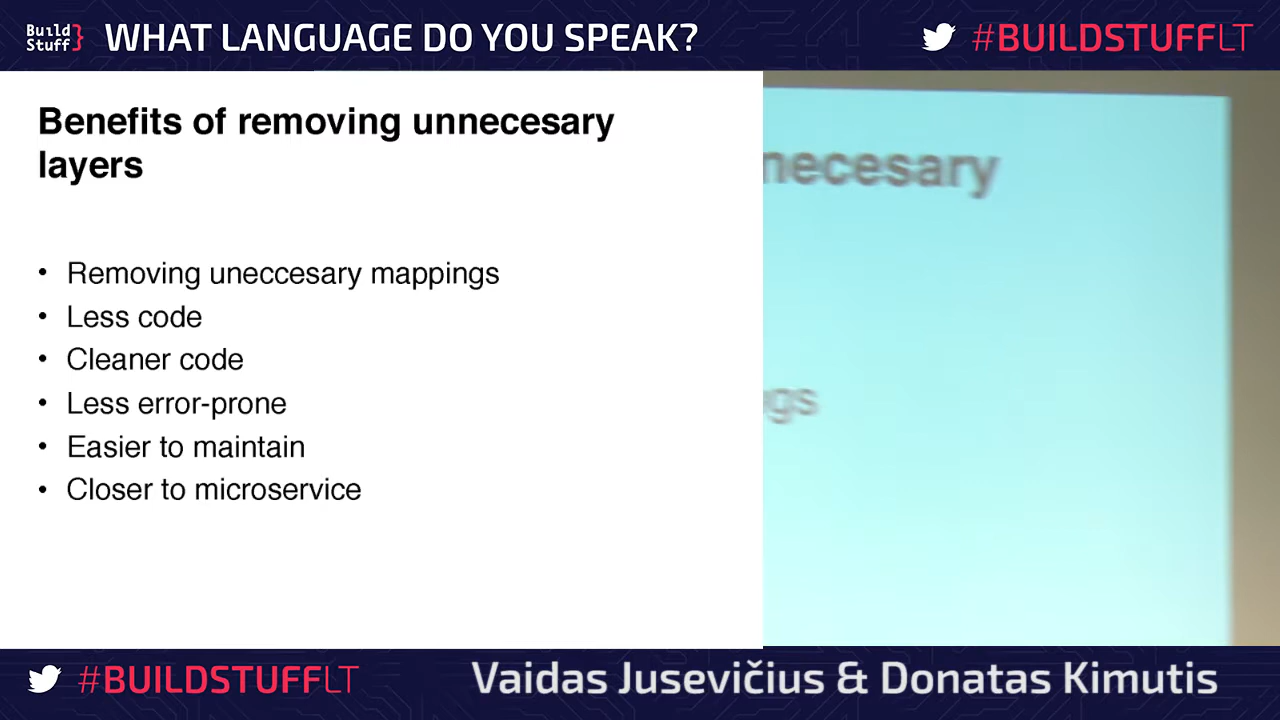 Build
Stuff}
WHAT LANGUAGE DO YOU SPEAK?
#BUILDSTUFFLT
Benefits of removing unnecesary
layers
• Removing uneccesary mappings
• Less code
• Cleaner code
• Less error-prone
• Easier to maintain
• Closer to microservice
necesary
gs
#BUILDSTUFFLT
Vaidas Jusevičius & Donatas Kimutis